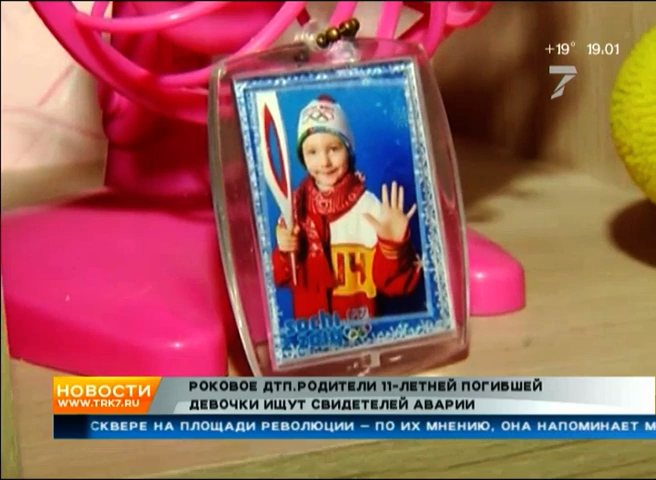 +19° 19.01
7
04
sochi
2014
НОВОСТИ
WWW.TRK7.RU
РОКОВОЕ ДТП.РОДИТЕЛИ 11-ЛЕТНЕЙ ПОГИБШЕЙ
ДЕВОЧКИ ИЩУТ СВИДЕТЕЛЕЙ АВАРИИ
СКВЕРЕ НА ПЛОЩАДИ РЕВОЛЮЦИИ – ПО ИХ МНЕНИЮ, ОНА НАПОМИНАЕТ М